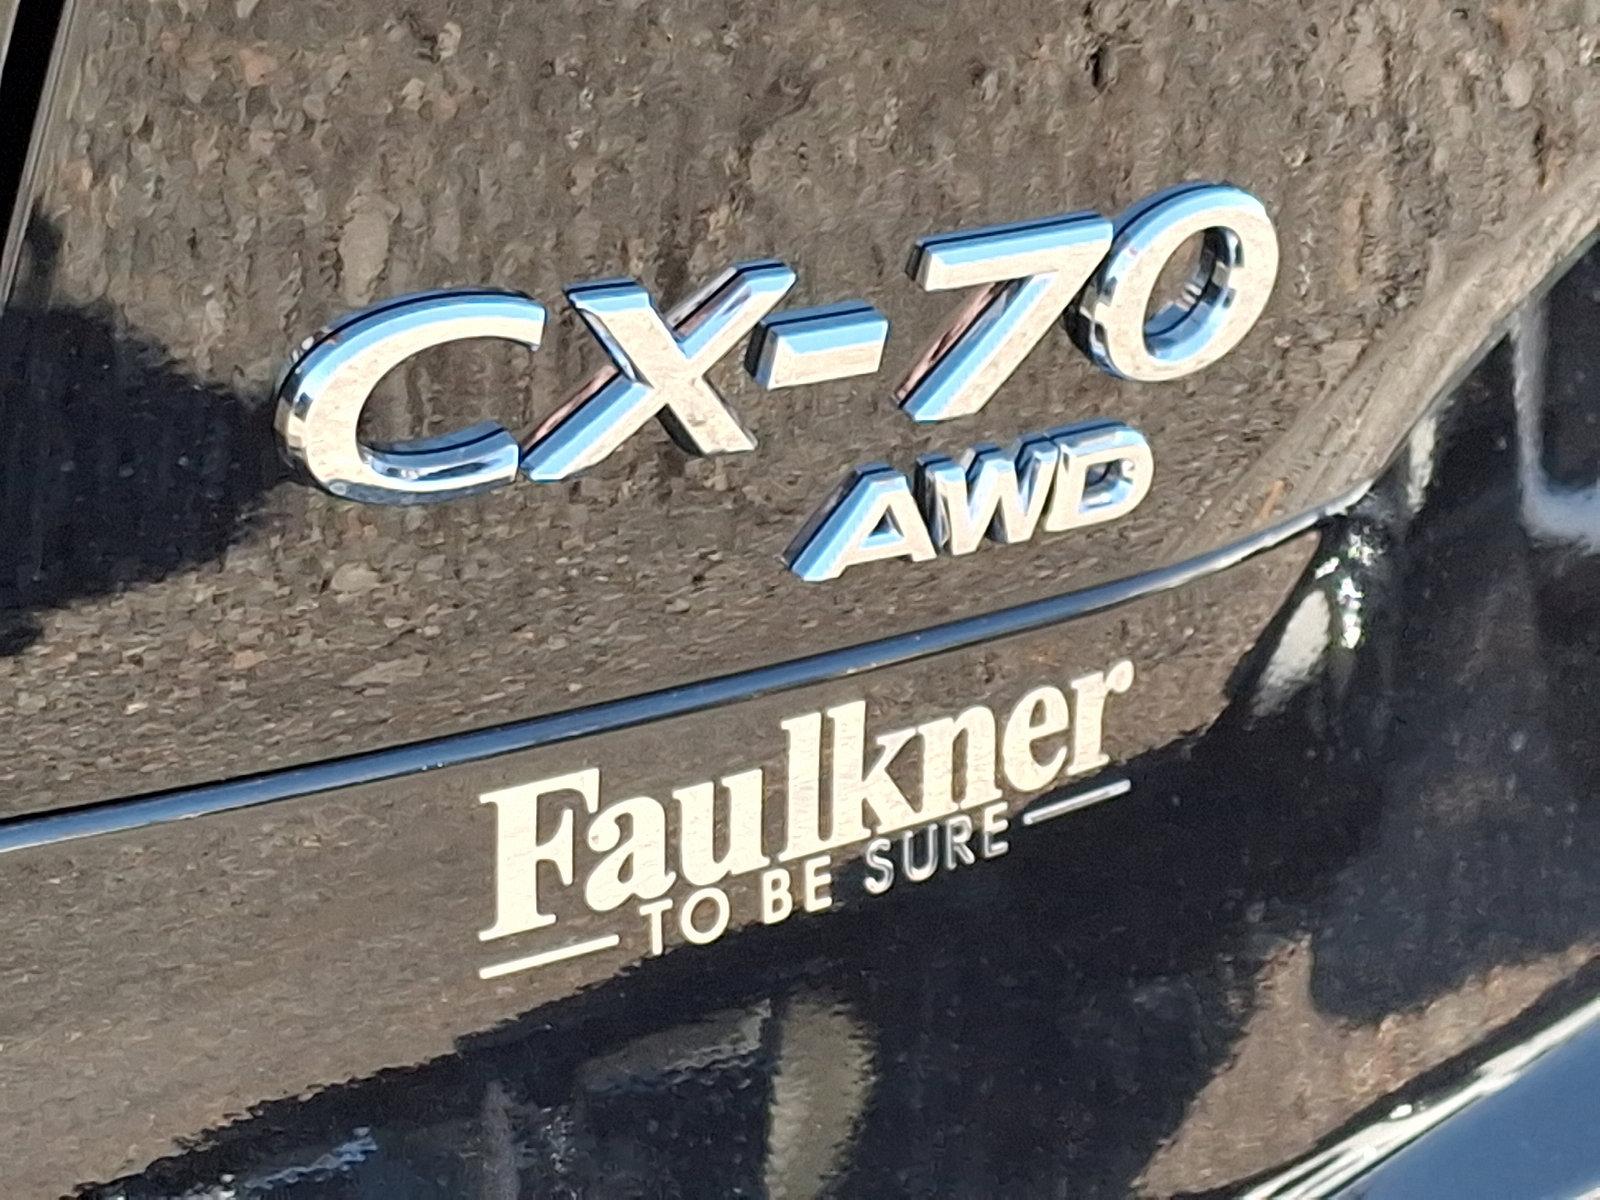 CX-70
AWD
Faulkner
TO BE SURE